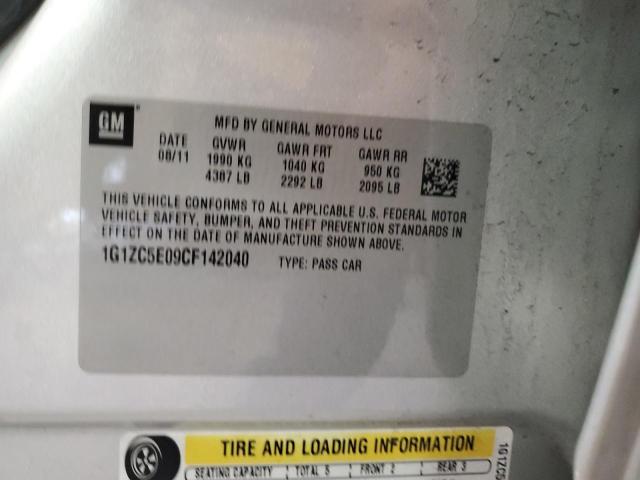 GM
MFD BY GENERAL MOTORS LLC
DATE GVWR GAWR FRT GAWR RR
08/11 1990 KG 1040 KG 950 KG
4387 LB 2292 LB 2095 LB
THIS VEHICLE CONFORMS TO ALL APPLICABLE U.S. FEDERAL MOTOR
VEHICLE SAFETY, BUMPER, AND THEFT PREVENTION STANDARDS IN
EFFECT ON THE DATE OF MANUFACTURE SHOWN ABOVE.
1G1ZC5E09CF142040 TYPE: PASS CAR
TIRE AND LOADING INFORMATION
SEATING CAPACITY TOTAL 5 FRONT 2 REAR 3
1G1ZC5